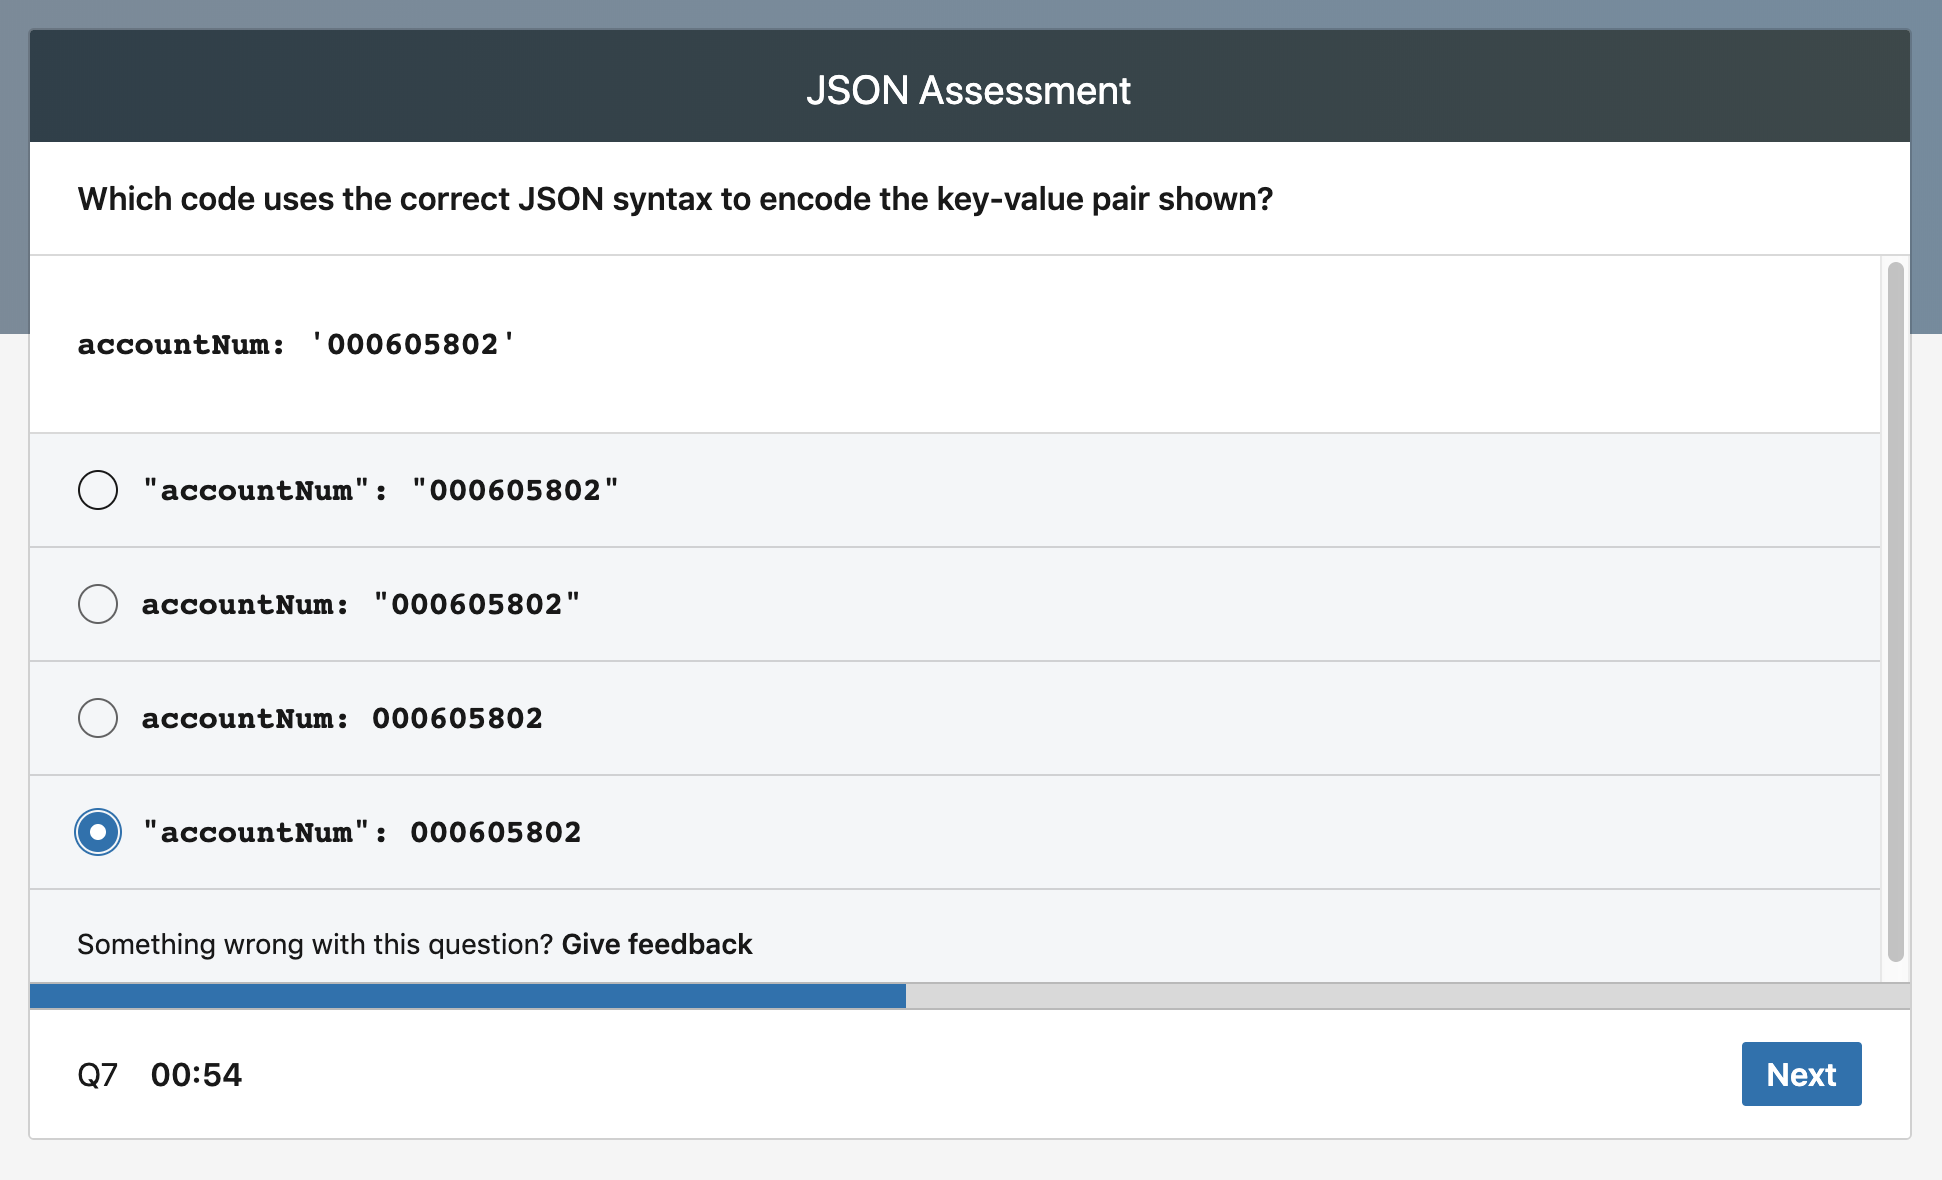 JSON Assessment
Which code uses the correct JSON syntax to encode the key-value pair shown?
accountNum: '000605802'
"accountNum": "000605802"
accountNum: "000605802"
accountNum: 000605802
"accountNum": 000605802
Something wrong with this question? Give feedback
Q7 00:54
Next